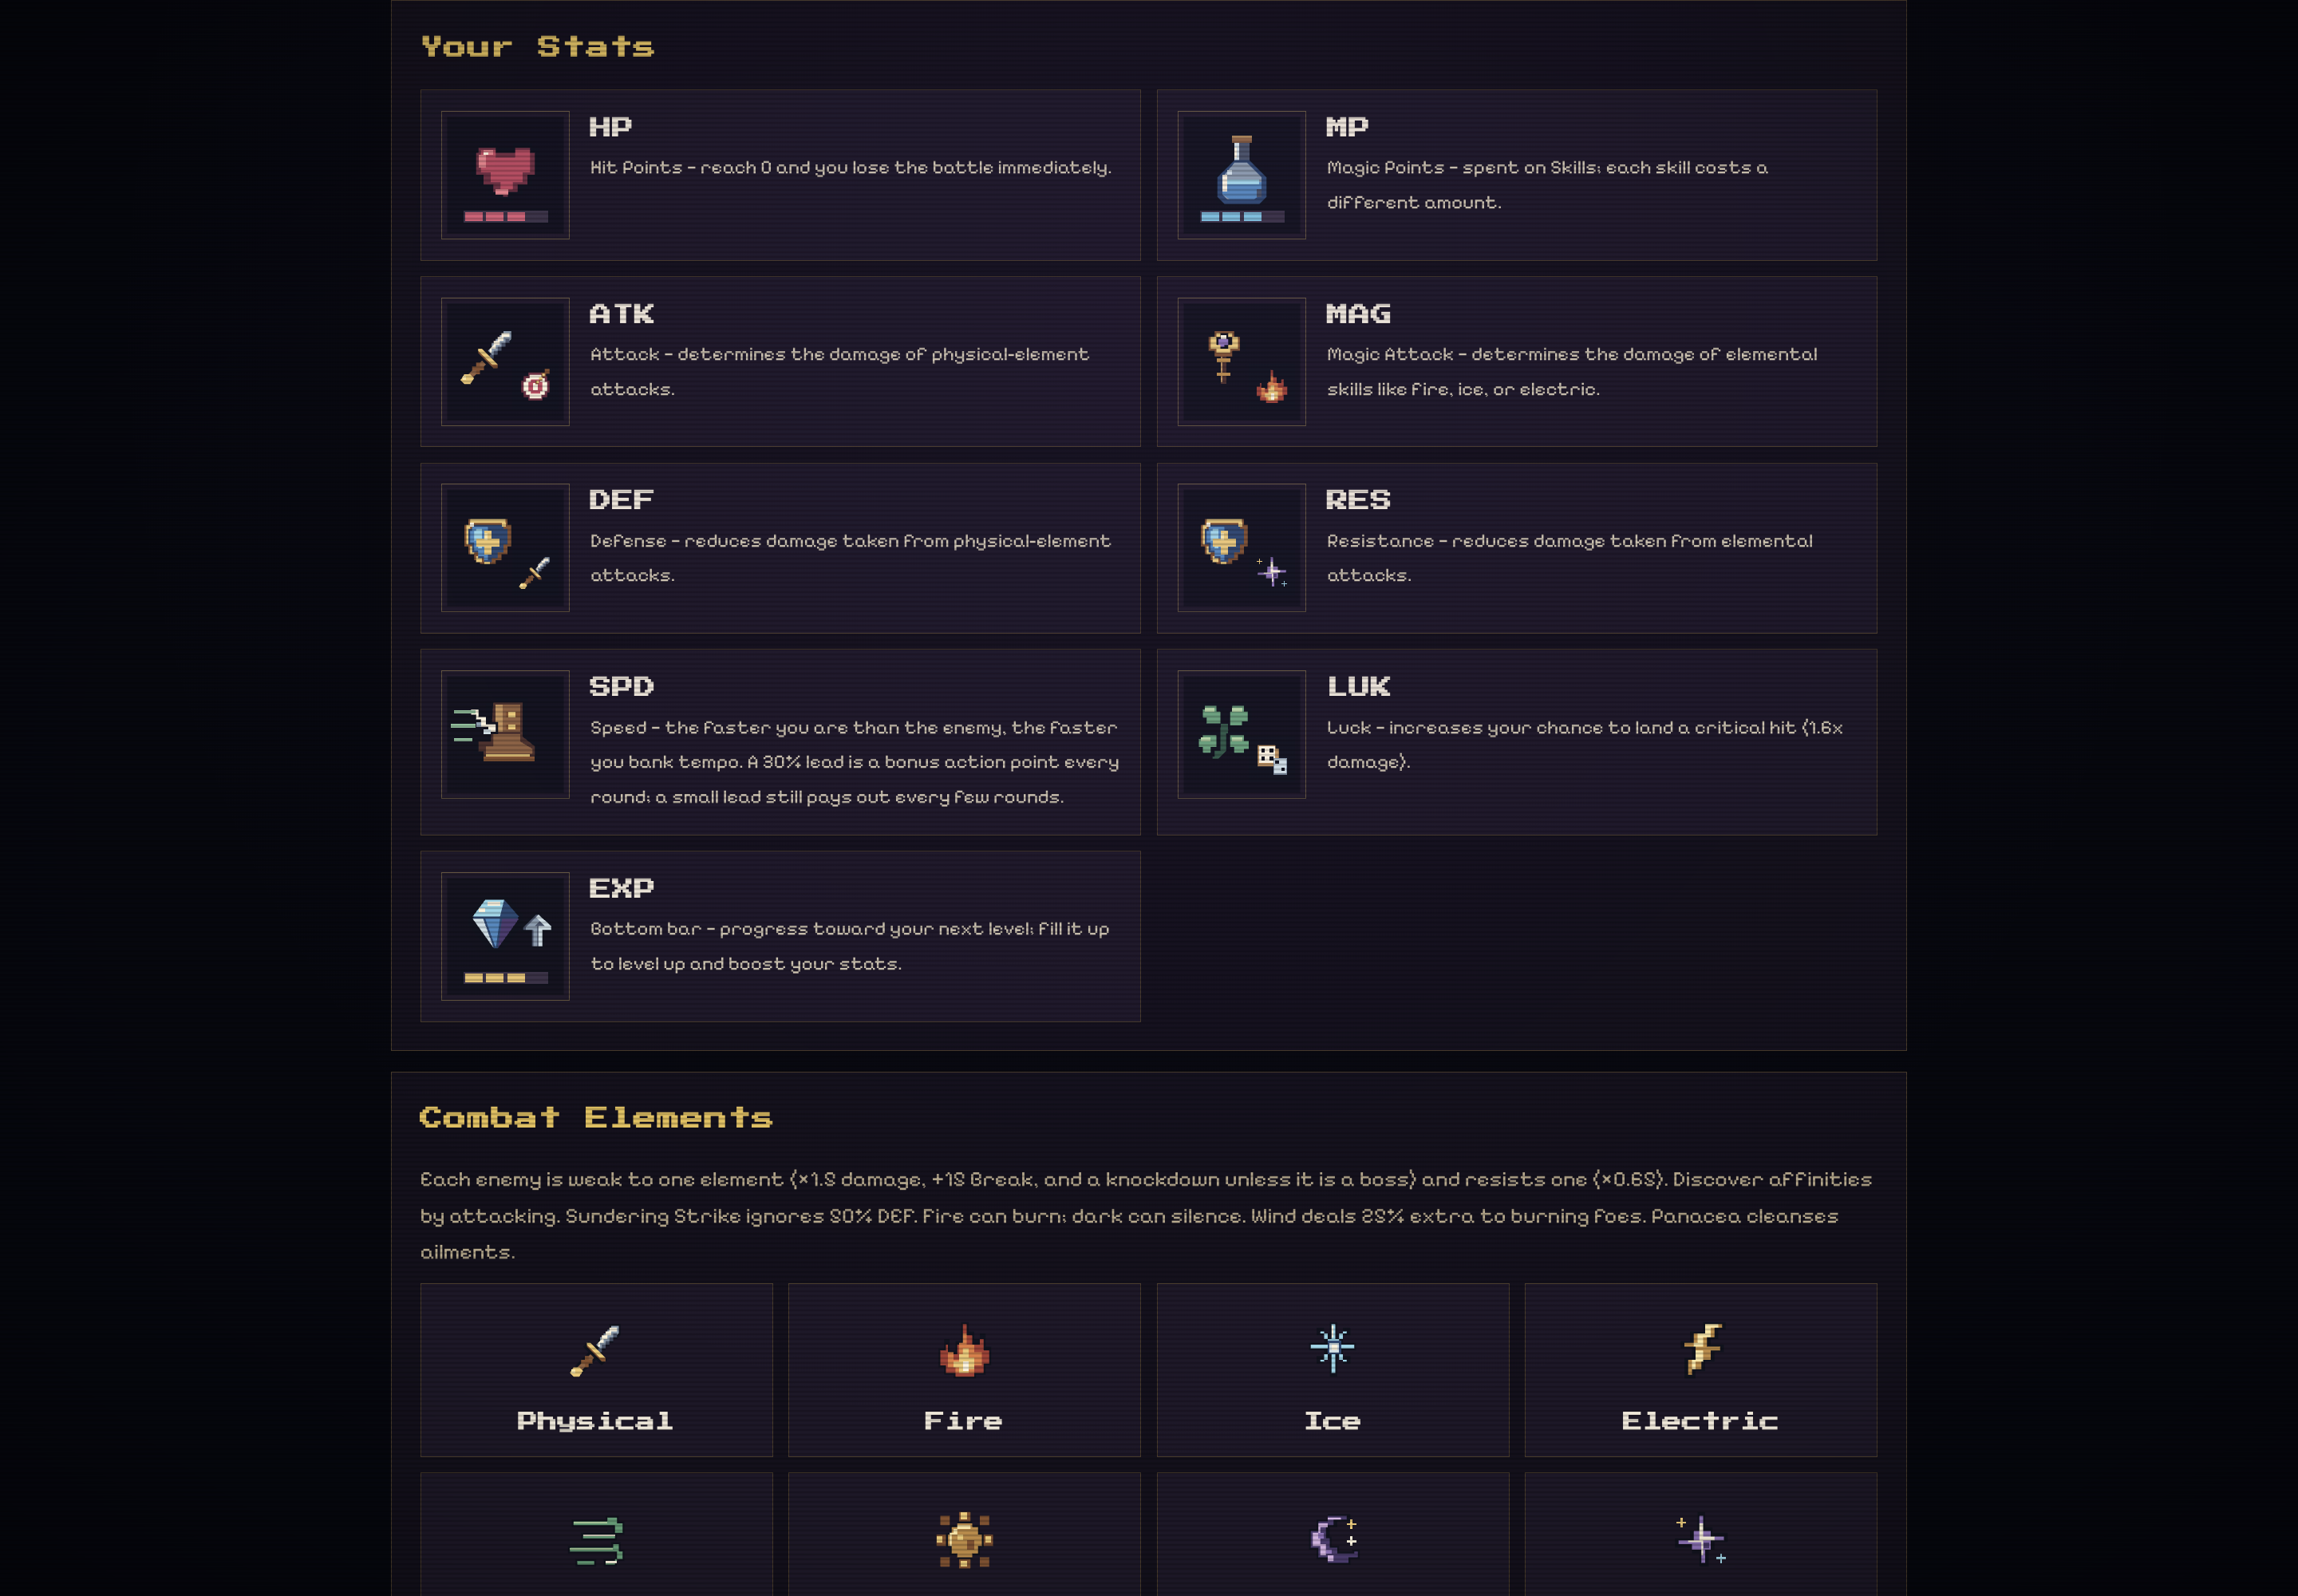 Your Stats
HP
Hit Points – reach 0 and you lose the battle immediately.
MP
Magic Points – spent on Skills; each skill costs a
different amount.
ATK
Attack – determines the damage of physical-element
attacks.
MAG
Magic Attack – determines the damage of elemental
skills like fire, ice, or electric.
DEF
Defense – reduces damage taken from physical-element
attacks.
RES
Resistance – reduces damage taken from elemental
attacks.
SPD
Speed – the faster you are than the enemy, the faster
you bank tempo. A 30% lead is a bonus action point every
round; a small lead still pays out every few rounds.
LUK
Luck – increases your chance to land a critical hit (1.6x
damage).
EXP
Bottom bar – progress toward your next level; fill it up
to level up and boost your stats.
Combat Elements
Each enemy is weak to one element (×1.5 damage, +15 Break, and a knockdown unless it is a boss) and resists one (×0.65). Discover affinities
by attacking. Sundering Strike ignores 50% DEF. Fire can burn; dark can silence. Wind deals 25% extra to burning foes. Panacea cleanses
ailments.
Physical
Fire
Ice
Electric